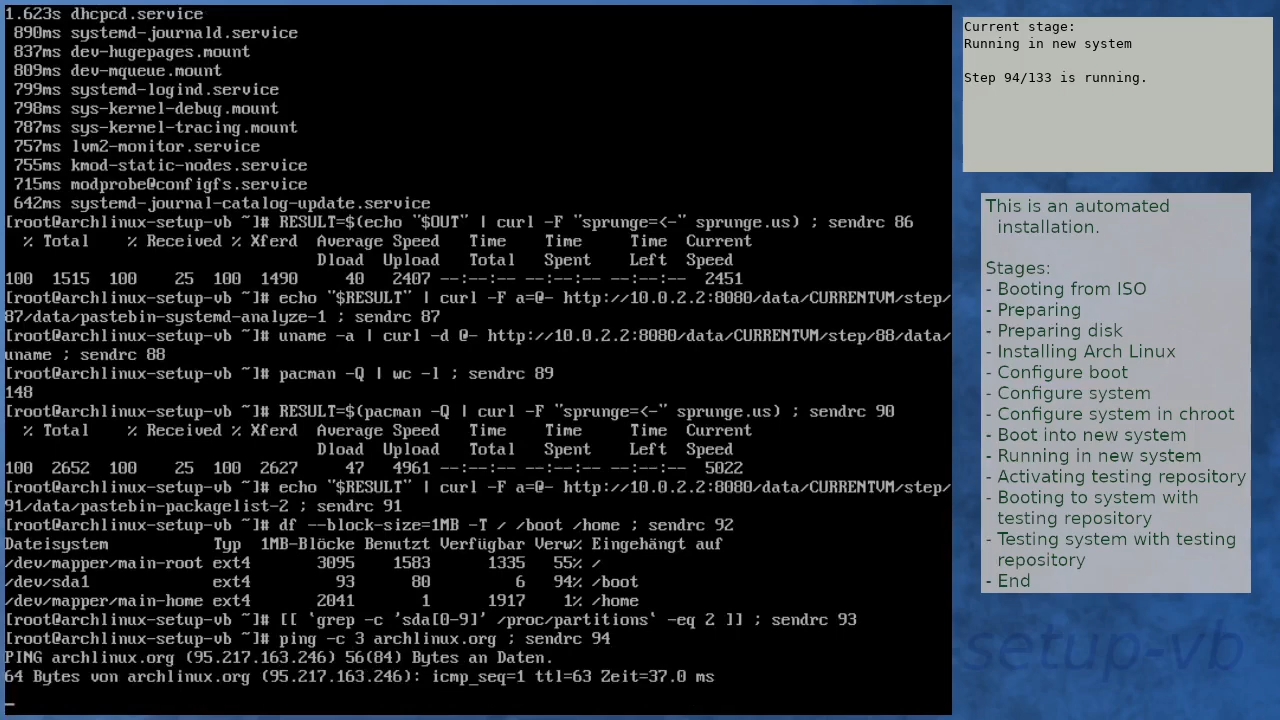 1.623s dhcpcd.service
890ms systemd-journald.service
837ms dev-hugepages.mount
809ms dev-mqueue.mount
799ms systemd-logind.service
798ms sys-kernel-debug.mount
787ms sys-kernel-tracing.mount
757ms lvm2-monitor.service
755ms kmod-static-nodes.service
715ms modprobe@configfs.service
642ms systemd-journal-catalog-update.service
[root@archlinux-setup-vb ~]# RESULT=$(echo "$OUT" | curl -F "sprunge=<-" sprunge.us) ; sendrc 86
% Total    % Received % Xferd  Average Speed   Time    Time     Time  Current
Dload  Upload   Total   Spent    Left  Speed
100  1515  100    25  100  1490     40   2407 --:--:-- --:--:-- --:--:--  2451
[root@archlinux-setup-vb ~]# echo "$RESULT" | curl -F a=@- http://10.0.2.2:8080/data/CURRENTVM/step/
87/data/pastebin-systemd-analyze-1 ; sendrc 87
[root@archlinux-setup-vb ~]# uname -a | curl -d @- http://10.0.2.2:8080/data/CURRENTVM/step/88/data/
uname ; sendrc 88
[root@archlinux-setup-vb ~]# pacman -Q | wc -l ; sendrc 89
148
[root@archlinux-setup-vb ~]# RESULT=$(pacman -Q | curl -F "sprunge=<-" sprunge.us) ; sendrc 90
% Total    % Received % Xferd  Average Speed   Time    Time     Time  Current
Dload  Upload   Total   Spent    Left  Speed
100  2652  100    25  100  2627     47   4961 --:--:-- --:--:-- --:--:--  5022
[root@archlinux-setup-vb ~]# echo "$RESULT" | curl -F a=@- http://10.0.2.2:8080/data/CURRENTVM/step/
91/data/pastebin-packagelist-2 ; sendrc 91
[root@archlinux-setup-vb ~]# df --block-size=1MB -T / /boot /home ; sendrc 92
Dateisystem           Typ  1MB-Blöcke Benutzt Verfügbar Verw% Eingehängt auf
/dev/mapper/main-root ext4       3095    1583      1335   55% /
/dev/sda1             ext4         93      80         6   94% /boot
/dev/mapper/main-home ext4       2041       1      1917    1% /home
[root@archlinux-setup-vb ~]# [[ `grep -c 'sda[0-9]' /proc/partitions` -eq 2 ]] ; sendrc 93
[root@archlinux-setup-vb ~]# ping -c 3 archlinux.org ; sendrc 94
PING archlinux.org (95.217.163.246) 56(84) Bytes an Daten.
64 Bytes von archlinux.org (95.217.163.246): icmp_seq=1 ttl=63 Zeit=37.0 ms
_
Current stage:
Running in new system
Step 94/133 is running.
This is an automated
installation.
Stages:
- Booting from ISO
- Preparing
- Preparing disk
- Installing Arch Linux
- Configure boot
- Configure system
- Configure system in chroot
- Boot into new system
- Running in new system
- Activating testing repository
- Booting to system with
testing repository
- Testing system with testing
repository
- End
setup-vb